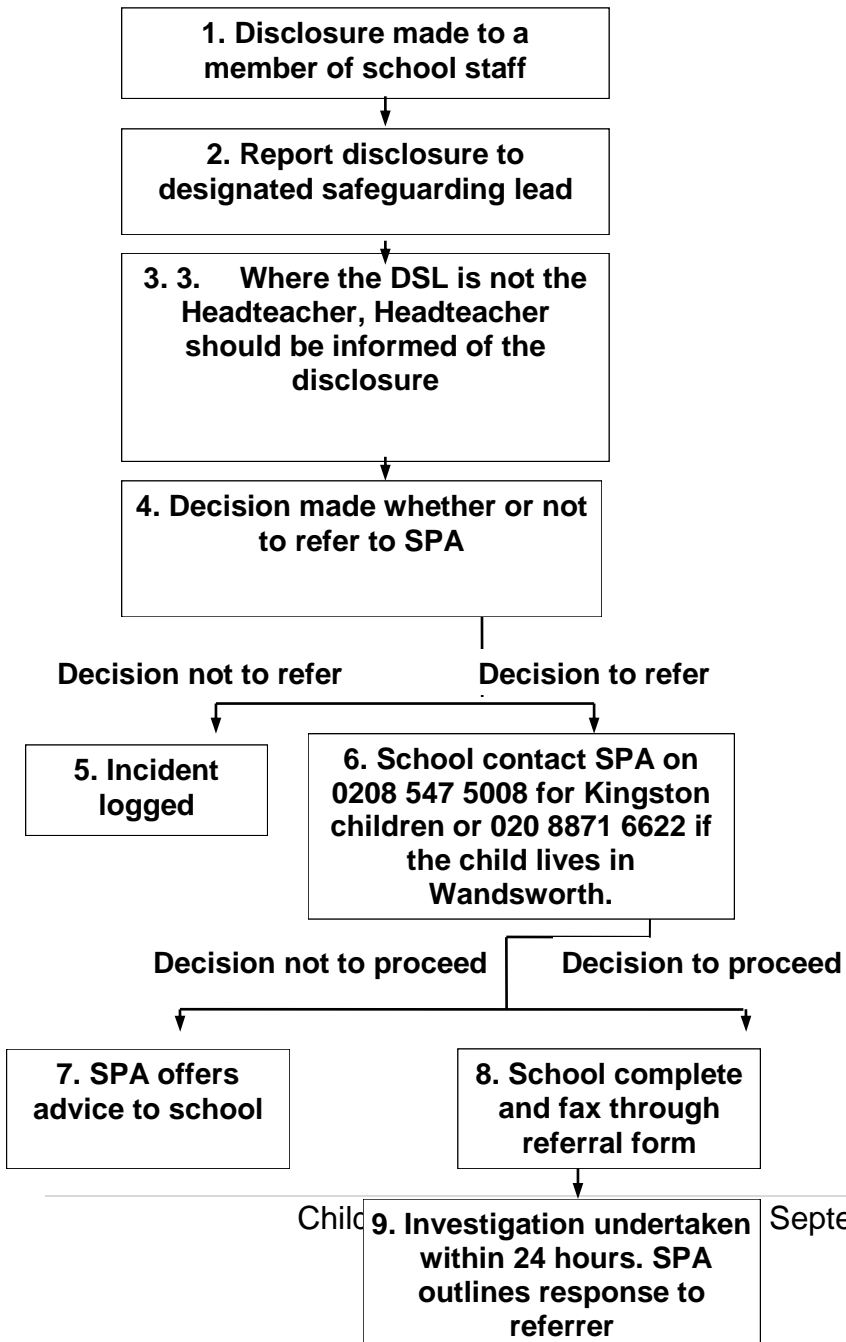 1. Disclosure made to a
member of school staff
2. Report disclosure to
designated safeguarding lead
3. 3. Where the DSL is not the
Headteacher, Headteacher
should be informed of the
disclosure
4. Decision made whether or not
to refer to SPA
Decision not to refer
Decision to refer
5. Incident
logged
6. School contact SPA on
0208 547 5008 for Kingston
children or 020 8871 6622 if
the child lives in
Wandsworth.
Decision not to proceed
Decision to proceed
7. SPA offers
advice to school
8. School complete
and fax through
referral form
9. Investigation undertaken
within 24 hours. SPA
outlines response to
referrer